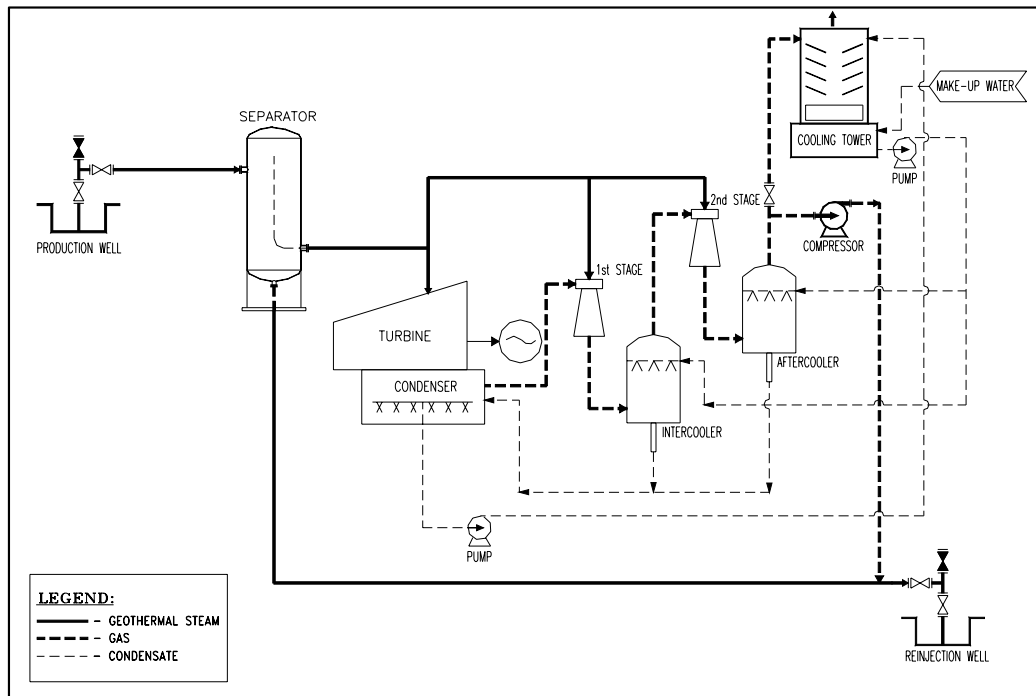 SEPARATOR
MAKE-UP WATER
COOLING TOWER
PUMP
PRODUCTION WELL
2nd STAGE
COMPRESSOR
1st STAGE
TURBINE
AFTERCOOLER
CONDENSER
INTERCOOLER
PUMP
LEGEND:
- GEOTHERMAL STEAM
- GAS
- CONDENSATE
REINJECTION WELL